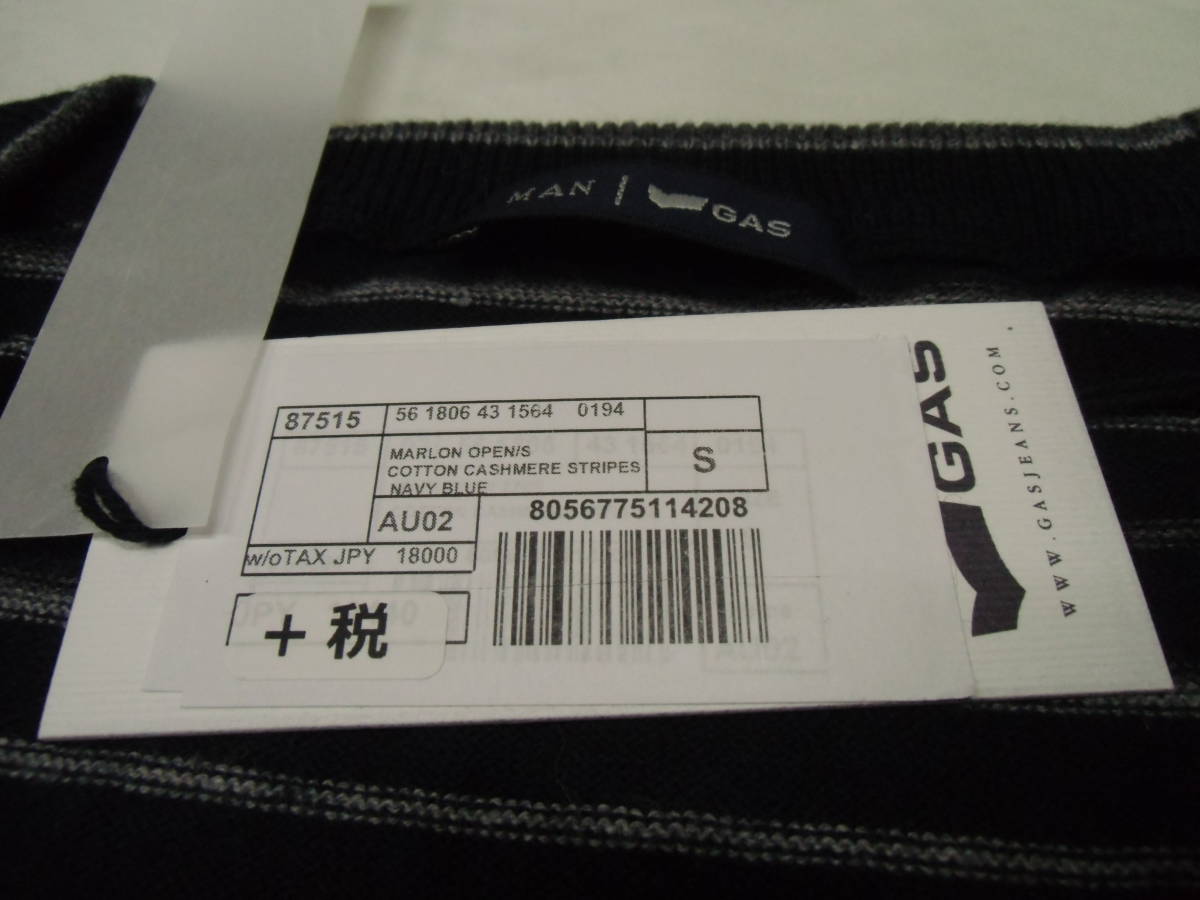 MAN | GAS
87515
56 1806 43 1564 0194
MARLON OPEN/S
COTTON CASHMERE STRIPES
NAVY BLUE
S
AU02
8056775114208
w/oTAX JPY 18000
+ 税
GAS
WWW.GASJEANS.COM